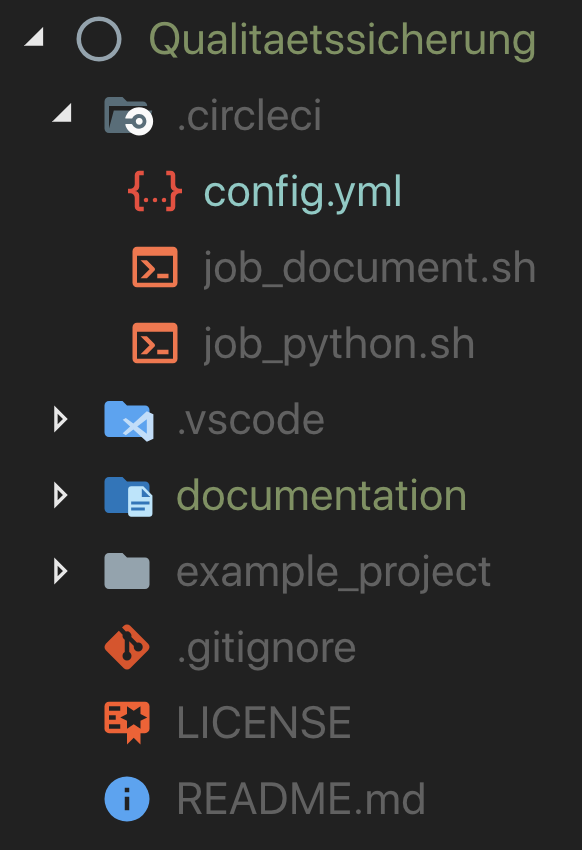 Qualitaetssicherung
.circleci
config.yml
job_document.sh
job_python.sh
.vscode
documentation
example_project
.gitignore
LICENSE
README.md